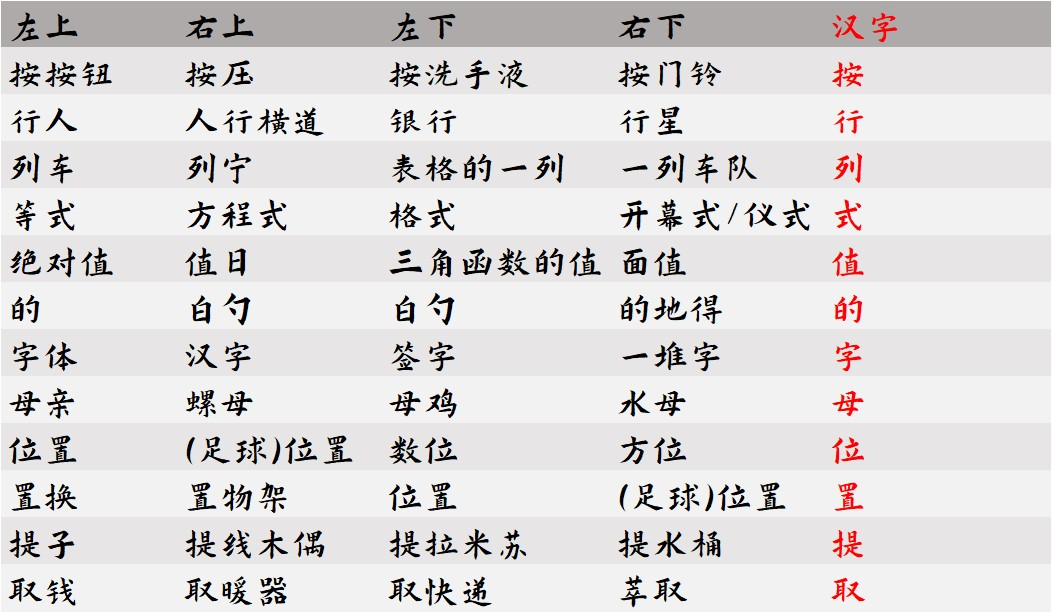 左上 右上 左下 右下 汉字
按按钮 按压 按洗手液 按门铃 按
行人 人行横道 银行 行星 行
列车 列宁 表格的一列 一列车队 列
等式 方程式 格式 开幕式/仪式 式
绝对值 值日 三角函数的值 面值 值
的 白勺 白勺 的地得 的
字体 汉字 签字 一堆字 字
母亲 螺母 母鸡 水母 母
位置 (足球)位置 数位 方位 位
置换 置物架 位置 (足球)位置 置
提子 提线木偶 提拉米苏 提水桶 提
取钱 取暖器 取快递 萃取 取